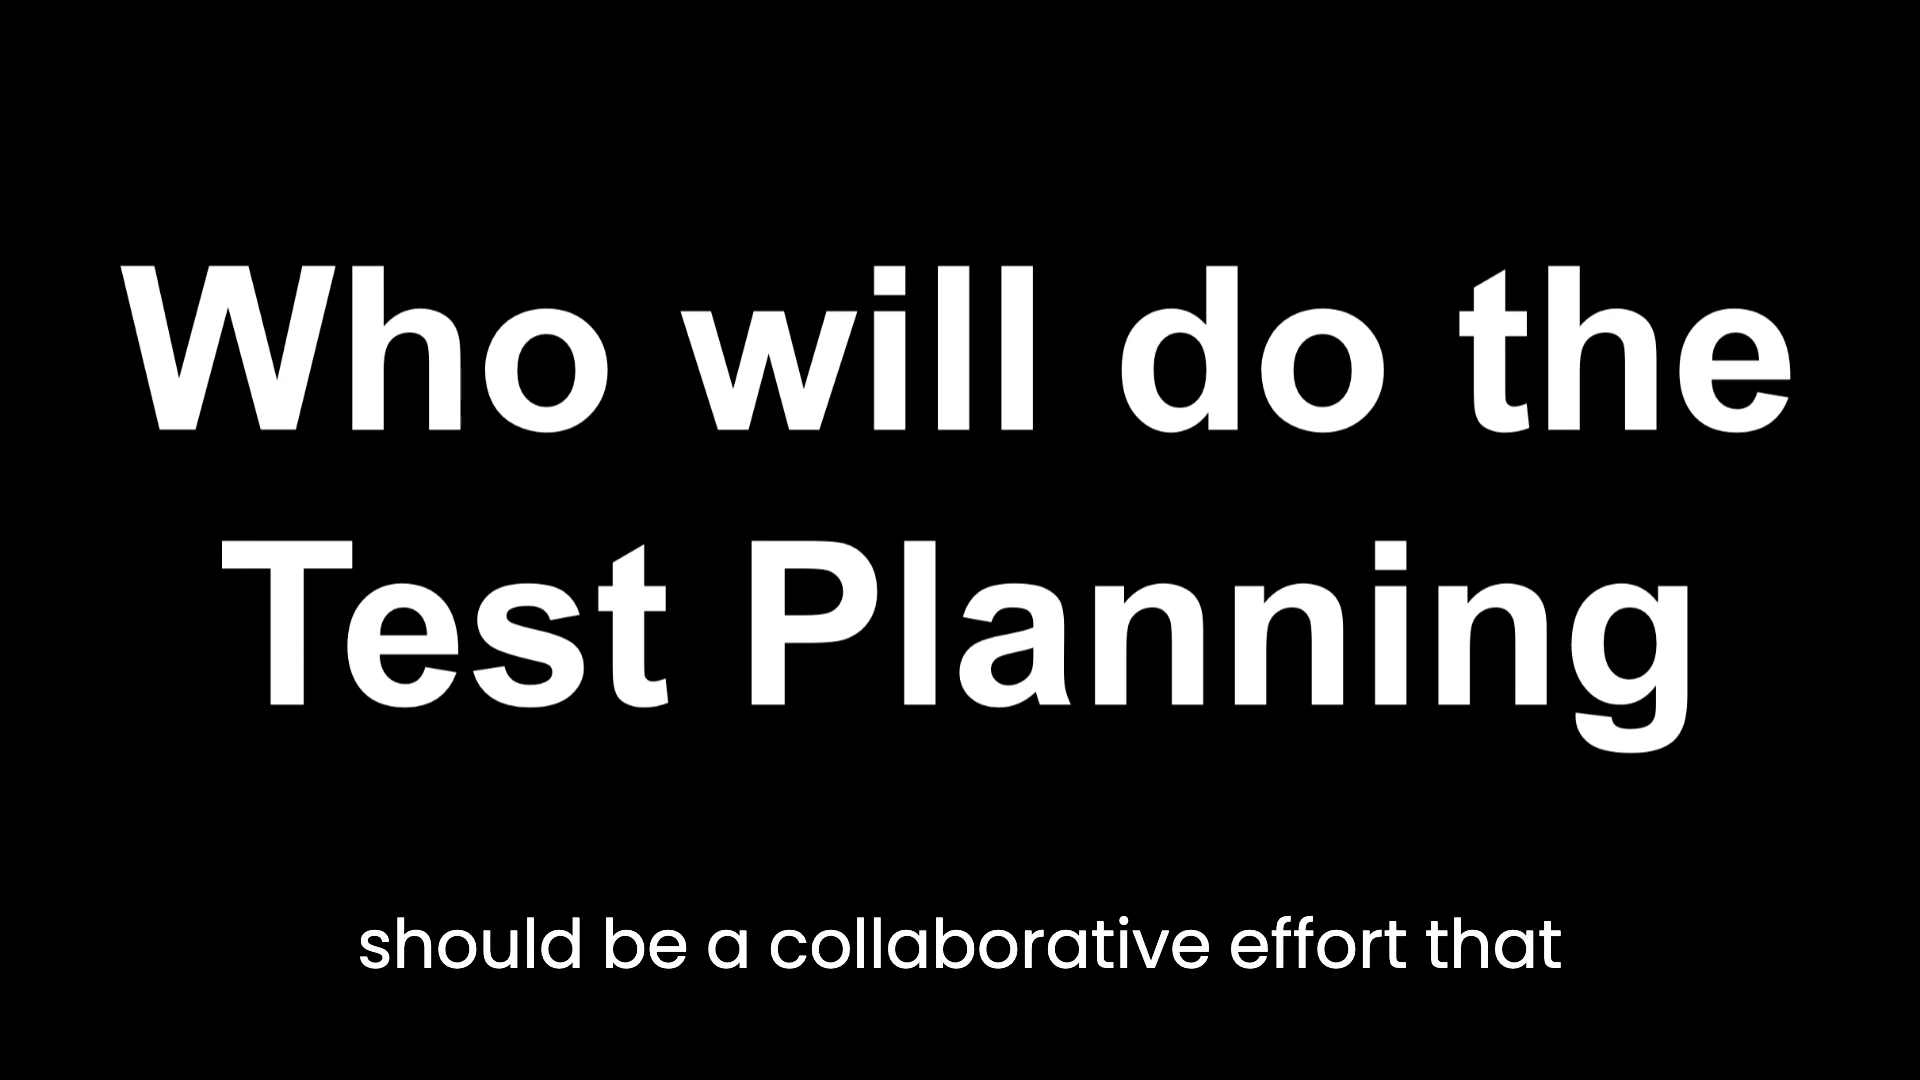 Who will do the
Test Planning
should be a collaborative effort that